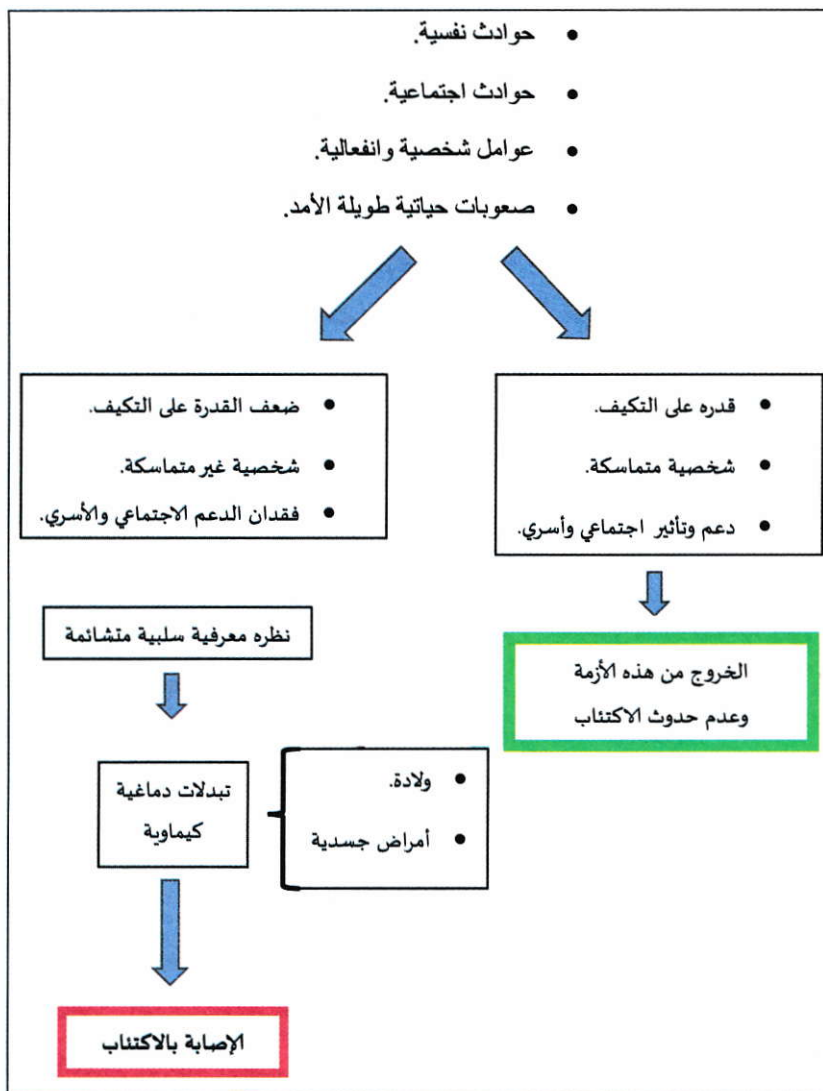 • حوادث نفسية.
• حوادث اجتماعية.
• عوامل شخصية وانفعالية.
• صعوبات حياتية طويلة الأمد.
• قدره على التكيف.
• شخصية متماسكة.
• دعم وتأثير اجتماعي وأسري.
الخروج من هذه الأزمة
وعدم حدوث الاكتئاب
• ضعف القدرة على التكيف.
• شخصية غير متماسكة.
• فقدان الدعم الاجتماعي والأسري.
نظره معرفية سلبية متشائمة
• ولادة.
• أمراض جسدية
تبدلات دماغية
كيماوية
الإصابة بالاكتئاب